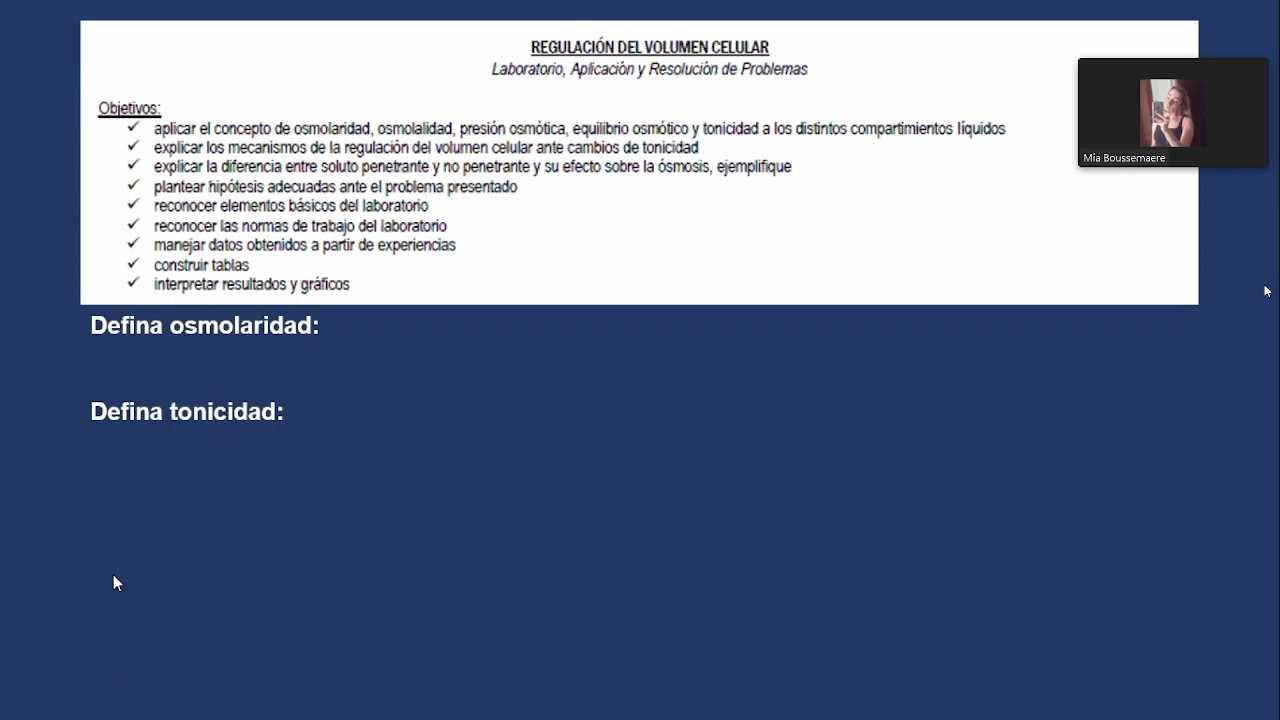 REGULACIÓN DEL VOLUMEN CELULAR
Laboratorio, Aplicación y Resolución de Problemas
Objetivos:
✓ aplicar el concepto de osmolaridad, osmolalidad, presión osmótica, equilibrio osmótico y tonicidad a los distintos compartimientos líquidos
✓ explicar los mecanismos de la regulación del volumen celular ante cambios de tonicidad
✓ explicar la diferencia entre soluto penetrante y no penetrante y su efecto sobre la ósmosis, ejemplifique
✓ plantear hipótesis adecuadas ante el problema presentado
✓ reconocer elementos básicos del laboratorio
✓ reconocer las normas de trabajo del laboratorio
✓ manejar datos obtenidos a partir de experiencias
✓ construir tablas
✓ interpretar resultados y gráficos
Mia Boussemaere
Defina osmolaridad:
Defina tonicidad: